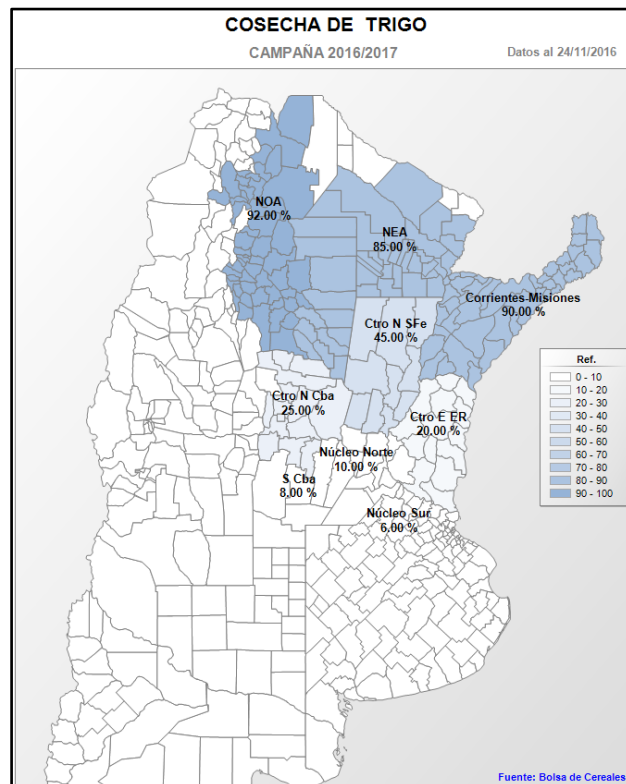 COSECHA DE TRIGO
CAMPAÑA 2016/2017
Datos al 24/11/2016
NOA
92.00 %
NEA
85.00 %
Corrientes-Misiones
90.00 %
Ctro N SFe
45.00 %
Ctro N Cba
25.00 %
Ctro E ER
20.00 %
Núcleo Norte
10.00 %
S Cba
8.00 %
Núcleo Sur
6.00 %
Ref.
0 - 10
10 - 20
20 - 30
30 - 40
40 - 50
50 - 60
60 - 70
70 - 80
80 - 90
90 - 100
Fuente: Bolsa de Cereales